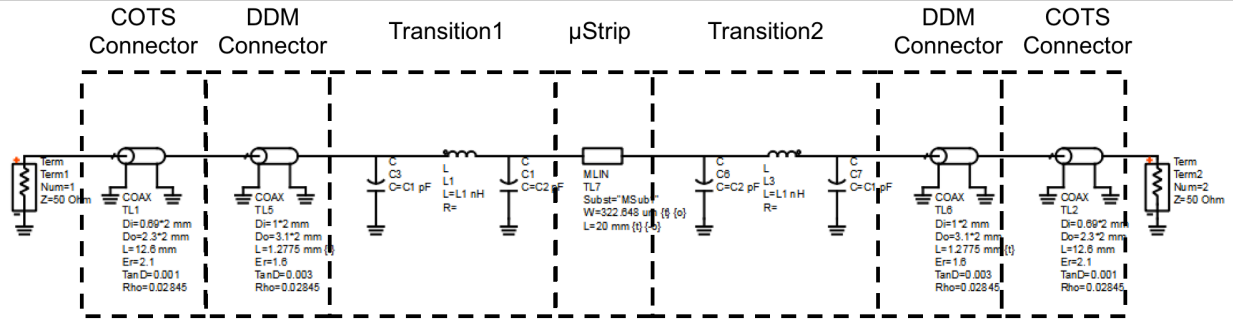 COTS
Connector
DDM
Connector
Transition1
µStrip
Transition2
DDM
Connector
COTS
Connector
Term
Term1
Num=1
Z=50 Ohm
COAX
TL1
Di=0.69*2 mm
Do=2.3*2 mm
L=12.6 mm
Er=2.1
TanD=0.001
Rho=0.02845
COAX
TL5
Di=1*2 mm
Do=3.1*2 mm
L=1.2775 mm
Er=1.6
TanD=0.003
Rho=0.02845
C
C3
C=C1 pF
L
L1
L=L1 nH
R=
C
C1
C=C2 pF
MLIN
TL7
Subst="MSub1"
W=322.648 um {t} {o}
L=20 mm {t}
C
C6
C=C2 pF
L
L3
L=L1 nH
R=
C
C7
C=C1 pF
COAX
TL6
Di=1*2 mm
Do=3.1*2 mm
L=1.2775 mm {t}
Er=1.6
TanD=0.003
Rho=0.02845
COAX
TL2
Di=0.69*2 mm
Do=2.3*2 mm
L=12.6 mm
Er=2.1
TanD=0.001
Rho=0.02845
Term
Term2
Num=2
Z=50 Ohm